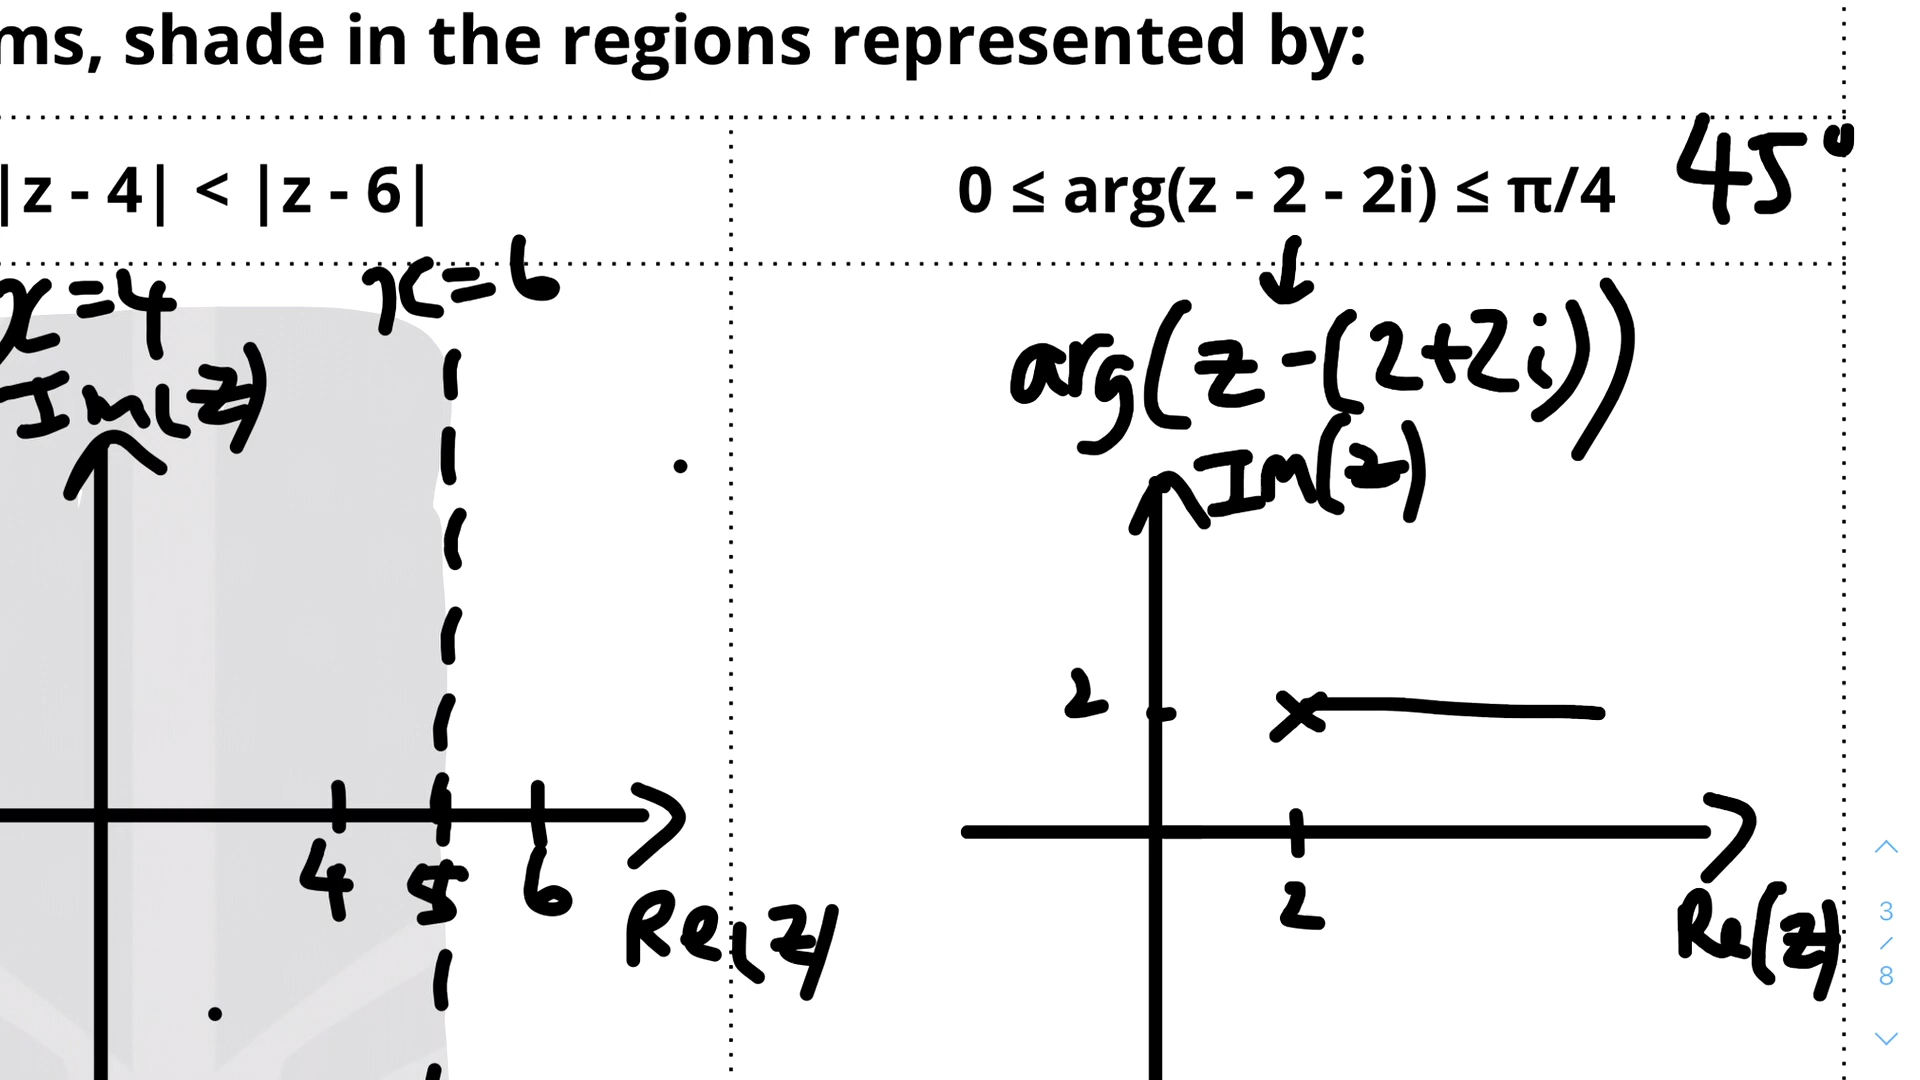 ms, shade in the regions represented by:
|z - 4| < |z - 6|
0 ≤ arg(z - 2 - 2i) ≤ π/4
45°
x=4
x=6
Im(z)
4
5
6
Re(z)
arg(z-(2+2i))
Im(z)
2
2
Re(z)
3
/
8